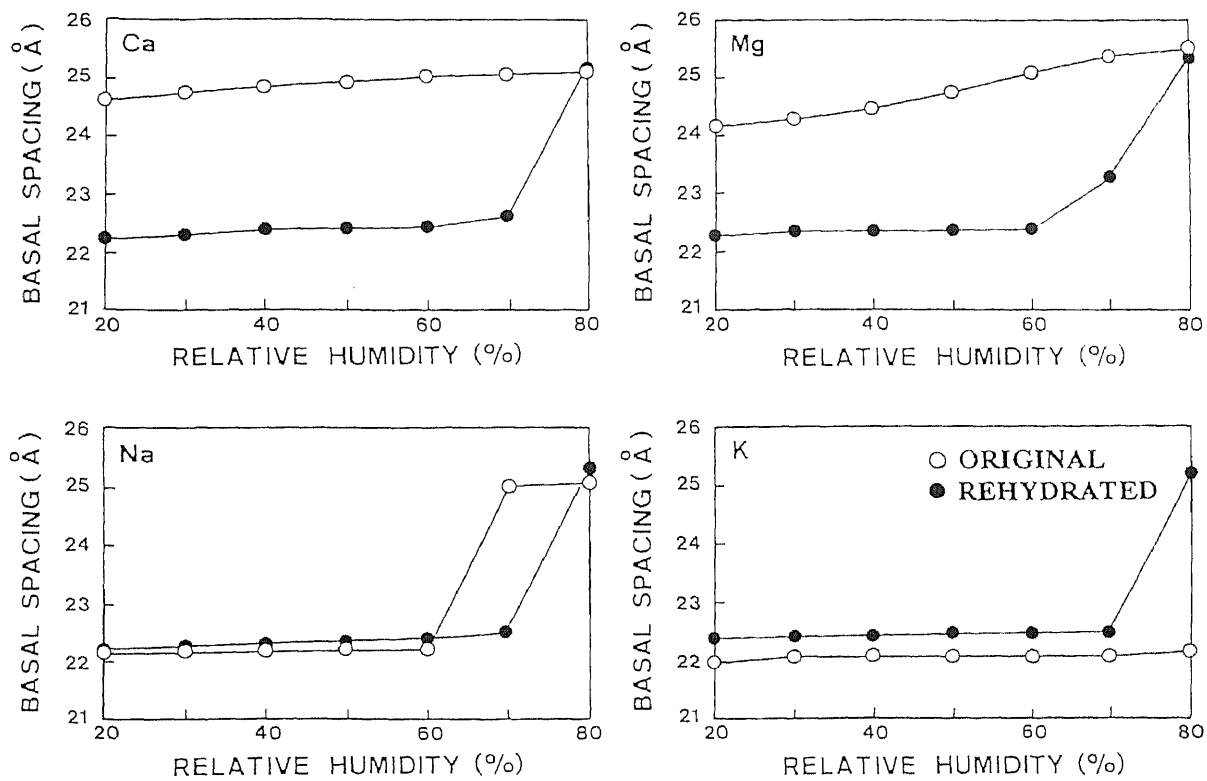 Ca
BASAL SPACING (Å)
26
25
24
23
22
21
20 40 60 80
RELATIVE HUMIDITY (%)
Mg
BASAL SPACING (Å)
26
25
24
23
22
21
20 40 60 80
RELATIVE HUMIDITY (%)
Na
BASAL SPACING (Å)
26
25
24
23
22
21
20 40 60 80
RELATIVE HUMIDITY (%)
K
ORIGINAL
REHYDRATED
BASAL SPACING (Å)
26
25
24
23
22
21
20 40 60 80
RELATIVE HUMIDITY (%)